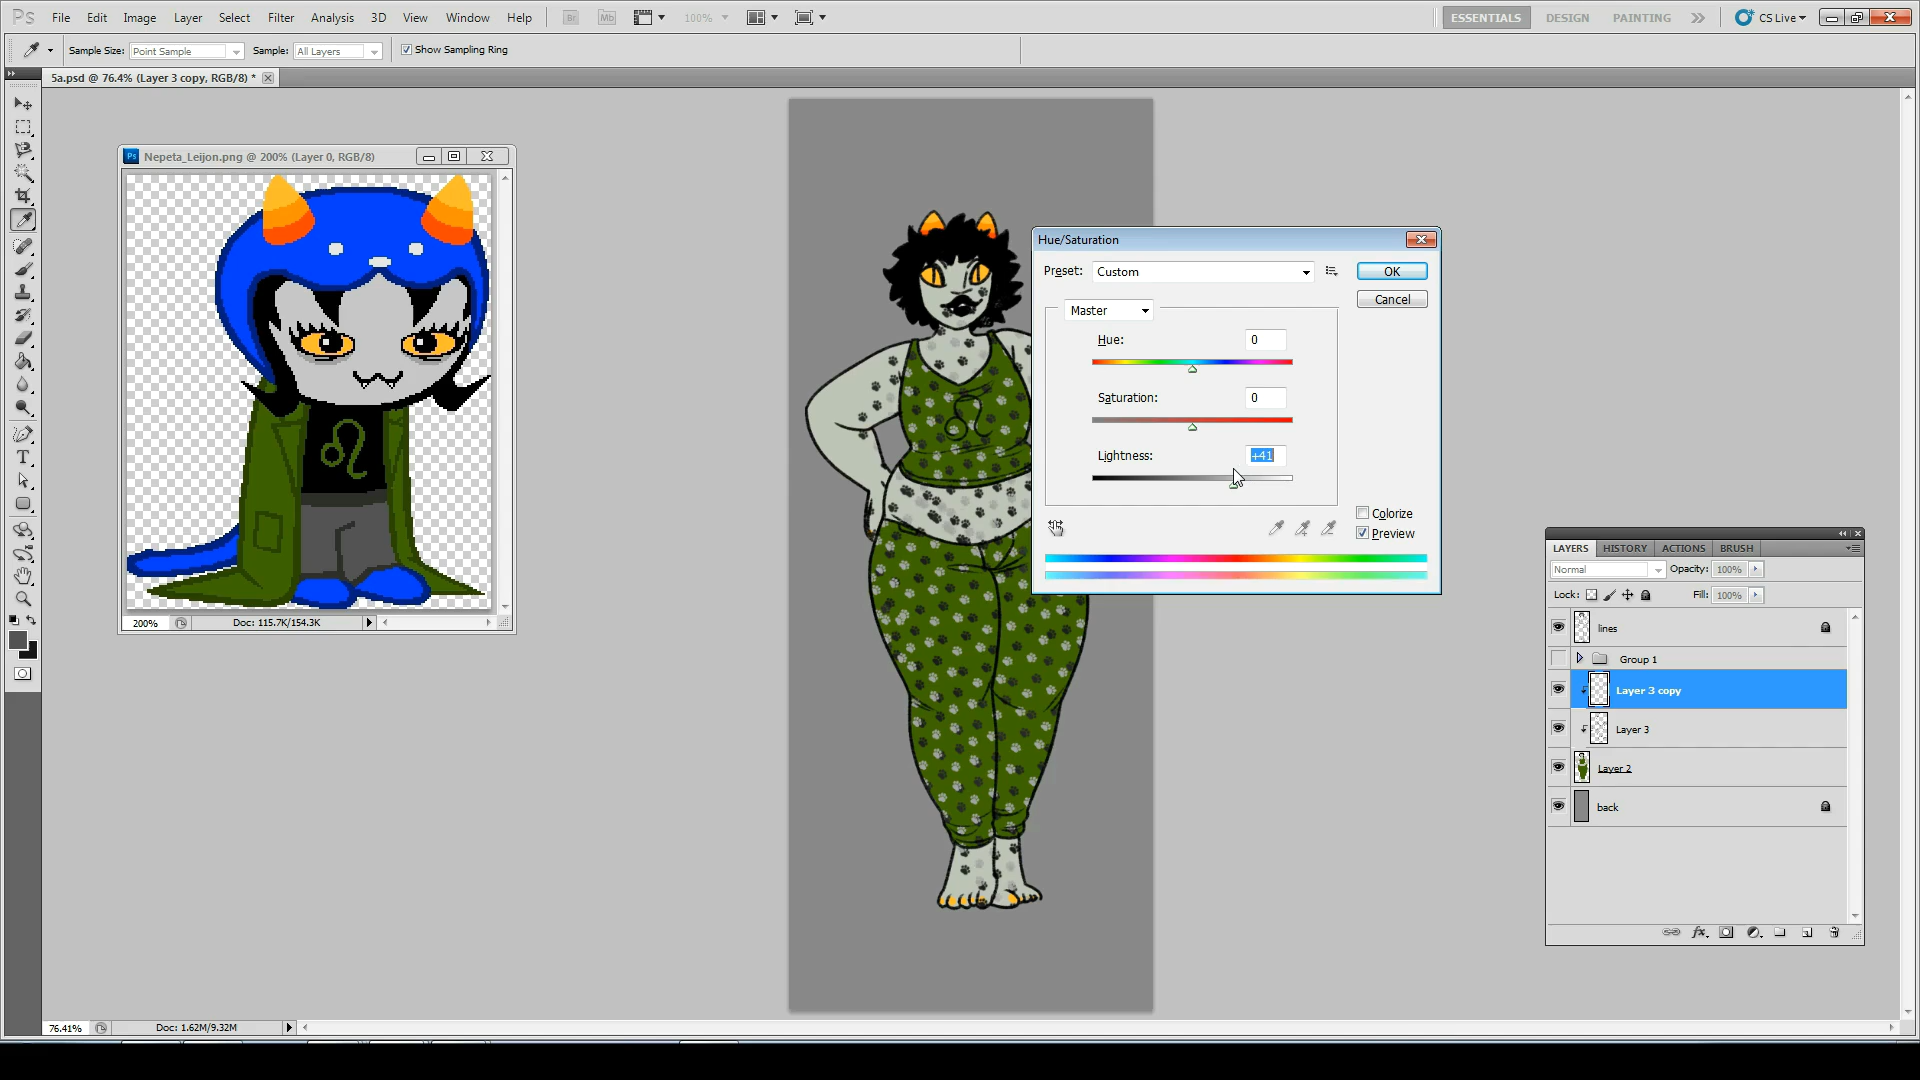 Ps File Edit Image Layer Select Filter Analysis 3D View Window Help Br Mb 100% ESSENTIALS DESIGN PAINTING CS Live
Sample Size: Point Sample Sample: All Layers Show Sampling Ring
5a.psd @ 76.4% (Layer 3 copy, RGB/8) *
Ps Nepeta_Leijon.png @ 200% (Layer 0, RGB/8)
200% Doc: 115.7K/154.3K
Hue/Saturation
Preset: Custom OK
Cancel
Master
Hue: 0
Saturation: 0
Lightness: +41
Colorize
Preview
LAYERS HISTORY ACTIONS BRUSH
Normal Opacity: 100%
Lock: Fill: 100%
lines
Group 1
Layer 3 copy
Layer 3
Layer 2
back
fx
76.41% Doc: 1.62M/9.32M